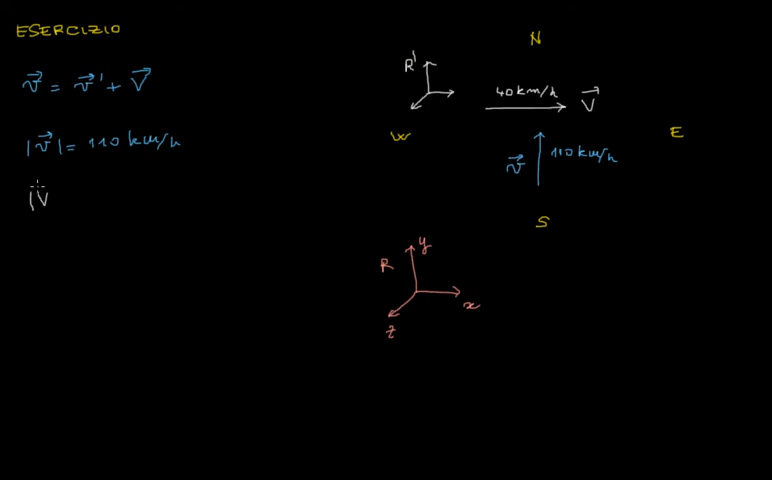 ESERCIZIO
N
R'
v⃗ = v⃗' + V⃗
40 km/h V⃗
W
E
|v⃗| = 110 km/h
v⃗ 110 km/h
|V
S
y
R
x
z